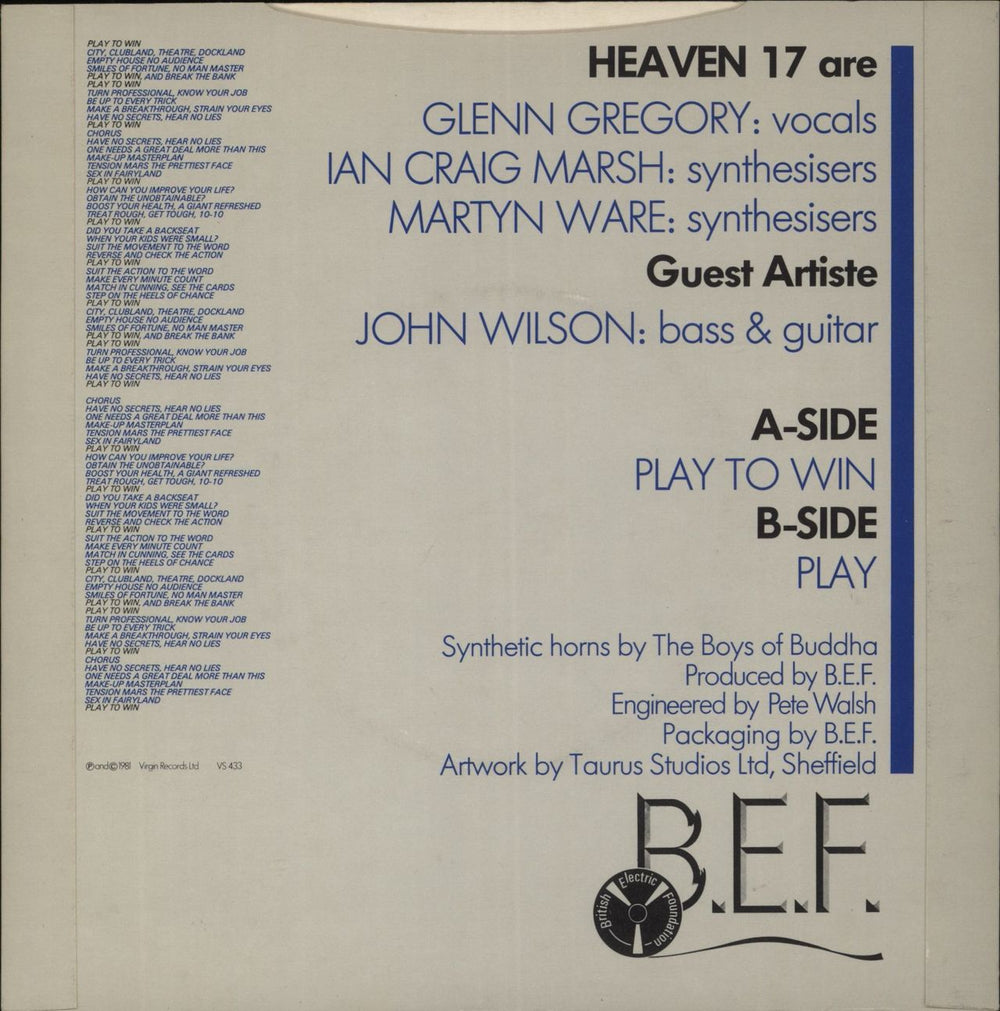 PLAY TO WIN
CITY, CLUBLAND, THEATRE, DOCKLAND
EMPTY HOUSE NO AUDIENCE
SMILES OF FORTUNE, NO MAN MASTER
PLAY TO WIN, AND BREAK THE BANK
PLAY TO WIN
TURN PROFESSIONAL, KNOW YOUR JOB
BE UP TO EVERY TRICK
MAKE A BREAKTHROUGH, STRAIN YOUR EYES
HAVE NO SECRETS, HEAR NO LIES
PLAY TO WIN
CHORUS
HAVE NO SECRETS, HEAR NO LIES
ONE NEEDS A GREAT DEAL MORE THAN THIS
MAKE-UP MASTERPLAN
TENSION MARS THE PRETTIEST FACE
SEX IN FAIRYLAND
PLAY TO WIN
HOW CAN YOU IMPROVE YOUR LIFE?
OBTAIN THE UNOBTAINABLE?
BOOST YOUR HEALTH, A GIANT REFRESHED
TREAT ROUGH, GET TOUGH, 10-10
PLAY TO WIN
DID YOU TAKE A BACKSEAT
WHEN YOUR KIDS WERE SMALL?
SUIT THE MOVEMENT TO THE WORD
REVERSE AND CHECK THE ACTION
PLAY TO WIN
SUIT THE ACTION TO THE WORD
MAKE EVERY MINUTE COUNT
MATCH IN CUNNING, SEE THE CARDS
STEP ON THE HEELS OF CHANCE
PLAY TO WIN
CITY, CLUBLAND, THEATRE, DOCKLAND
EMPTY HOUSE NO AUDIENCE
SMILES OF FORTUNE, NO MAN MASTER
PLAY TO WIN, AND BREAK THE BANK
PLAY TO WIN
TURN PROFESSIONAL, KNOW YOUR JOB
BE UP TO EVERY TRICK
MAKE A BREAKTHROUGH, STRAIN YOUR EYES
HAVE NO SECRETS, HEAR NO LIES
PLAY TO WIN
CHORUS
HAVE NO SECRETS, HEAR NO LIES
ONE NEEDS A GREAT DEAL MORE THAN THIS
MAKE-UP MASTERPLAN
TENSION MARS THE PRETTIEST FACE
SEX IN FAIRYLAND
PLAY TO WIN
HOW CAN YOU IMPROVE YOUR LIFE?
OBTAIN THE UNOBTAINABLE?
BOOST YOUR HEALTH, A GIANT REFRESHED
TREAT ROUGH, GET TOUGH, 10-10
PLAY TO WIN
DID YOU TAKE A BACKSEAT
WHEN YOUR KIDS WERE SMALL?
SUIT THE MOVEMENT TO THE WORD
REVERSE AND CHECK THE ACTION
PLAY TO WIN
SUIT THE ACTION TO THE WORD
MAKE EVERY MINUTE COUNT
MATCH IN CUNNING, SEE THE CARDS
STEP ON THE HEELS OF CHANCE
PLAY TO WIN
CITY, CLUBLAND, THEATRE, DOCKLAND
EMPTY HOUSE NO AUDIENCE
SMILES OF FORTUNE, NO MAN MASTER
PLAY TO WIN, AND BREAK THE BANK
PLAY TO WIN
TURN PROFESSIONAL, KNOW YOUR JOB
BE UP TO EVERY TRICK
MAKE A BREAKTHROUGH, STRAIN YOUR EYES
HAVE NO SECRETS, HEAR NO LIES
PLAY TO WIN
CHORUS
HAVE NO SECRETS, HEAR NO LIES
ONE NEEDS A GREAT DEAL MORE THAN THIS
MAKE-UP MASTERPLAN
TENSION MARS THE PRETTIEST FACE
SEX IN FAIRYLAND
PLAY TO WIN
℗ and © 1981 Virgin Records Ltd VS 433
HEAVEN 17 are
GLENN GREGORY: vocals
IAN CRAIG MARSH: synthesisers
MARTYN WARE: synthesisers
Guest Artiste
JOHN WILSON: bass & guitar
A-SIDE
PLAY TO WIN
B-SIDE
PLAY
Synthetic horns by The Boys of Buddha
Produced by B.E.F.
Engineered by Pete Walsh
Packaging by B.E.F.
Artwork by Taurus Studios Ltd, Sheffield
B.E.F.
British Electric Foundation